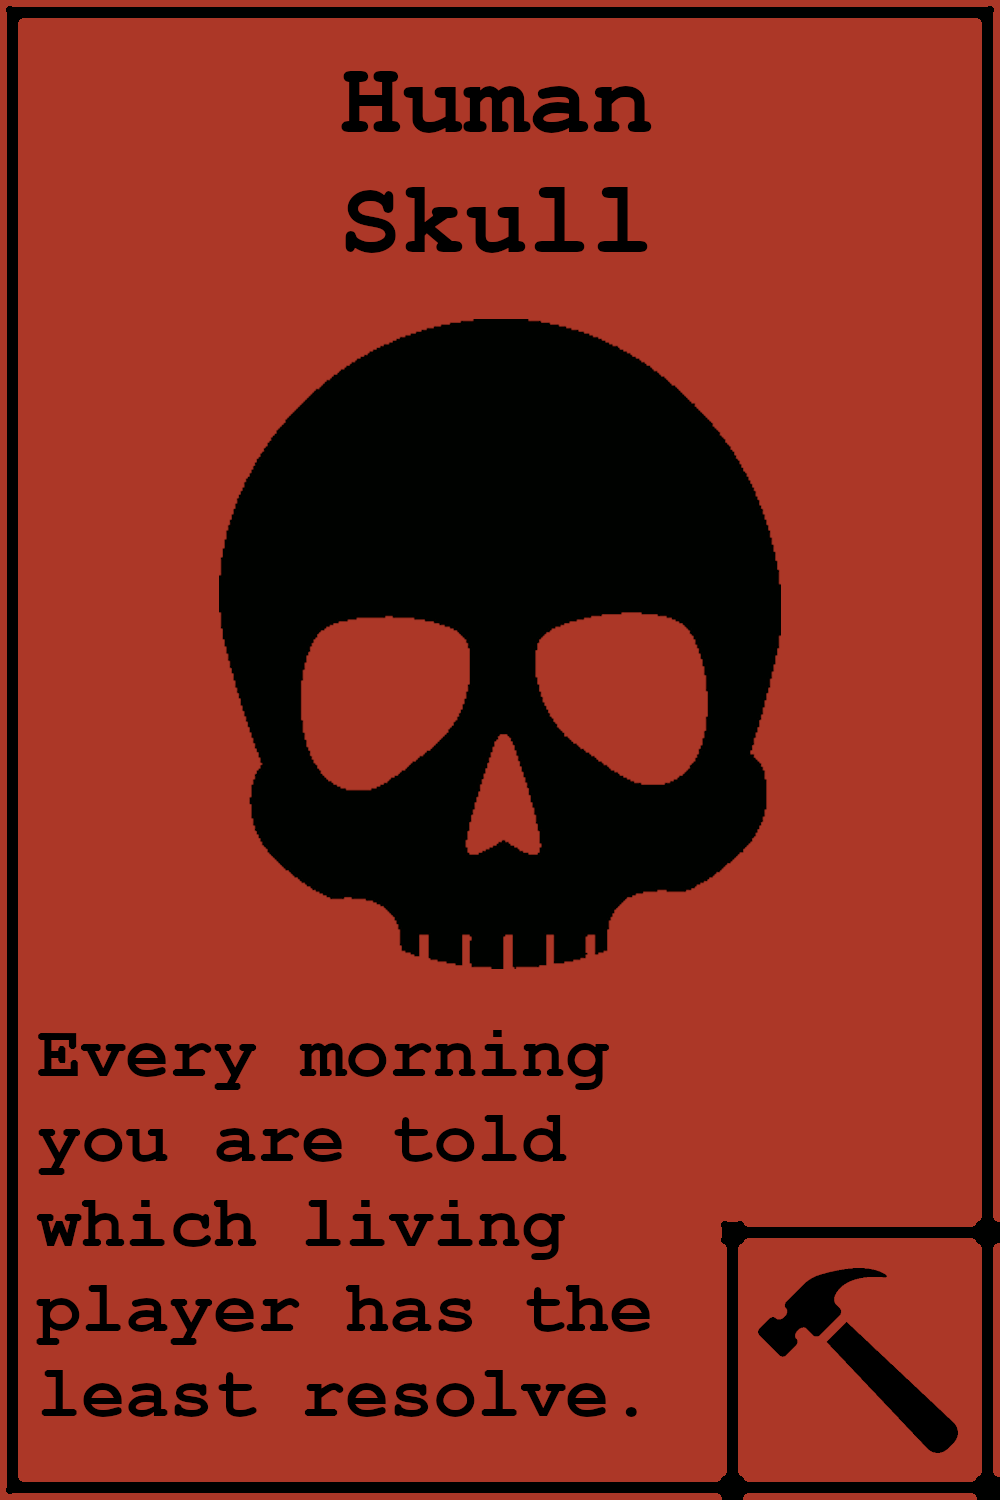 Human
Skull
Every morning
you are told
which living
player has the
least resolve.